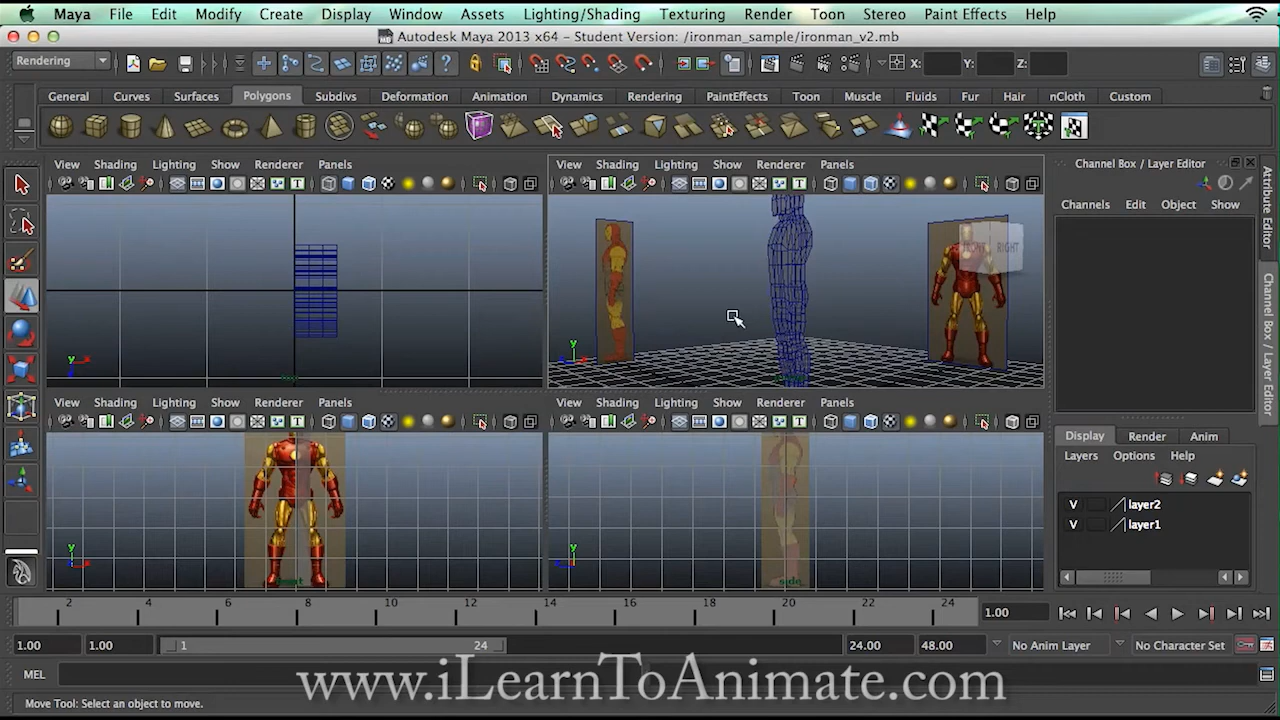 Maya File Edit Modify Create Display Window Assets Lighting/Shading Texturing Render Toon Stereo Paint Effects Help
Autodesk Maya 2013 x64 - Student Version: /ironman_sample/ironman_v2.mb
Rendering X: Y: Z:
General Curves Surfaces Polygons Subdivs Deformation Animation Dynamics Rendering PaintEffects Toon Muscle Fluids Fur Hair nCloth Custom
View Shading Lighting Show Renderer Panels
View Shading Lighting Show Renderer Panels
Channel Box / Layer Editor
Channels Edit Object Show
Attribute Editor
Channel Box / Layer Editor
RIGHT
y
y
View Shading Lighting Show Renderer Panels
View Shading Lighting Show Renderer Panels
y
front
y
side
Display Render Anim
Layers Options Help
V layer2
V layer1
2 4 6 8 10 12 14 16 18 20 22 24 1.00
1.00 1.00 1 24 24.00 48.00 No Anim Layer No Character Set
MEL
www.iLearnToAnimate.com
Move Tool: Select an object to move.